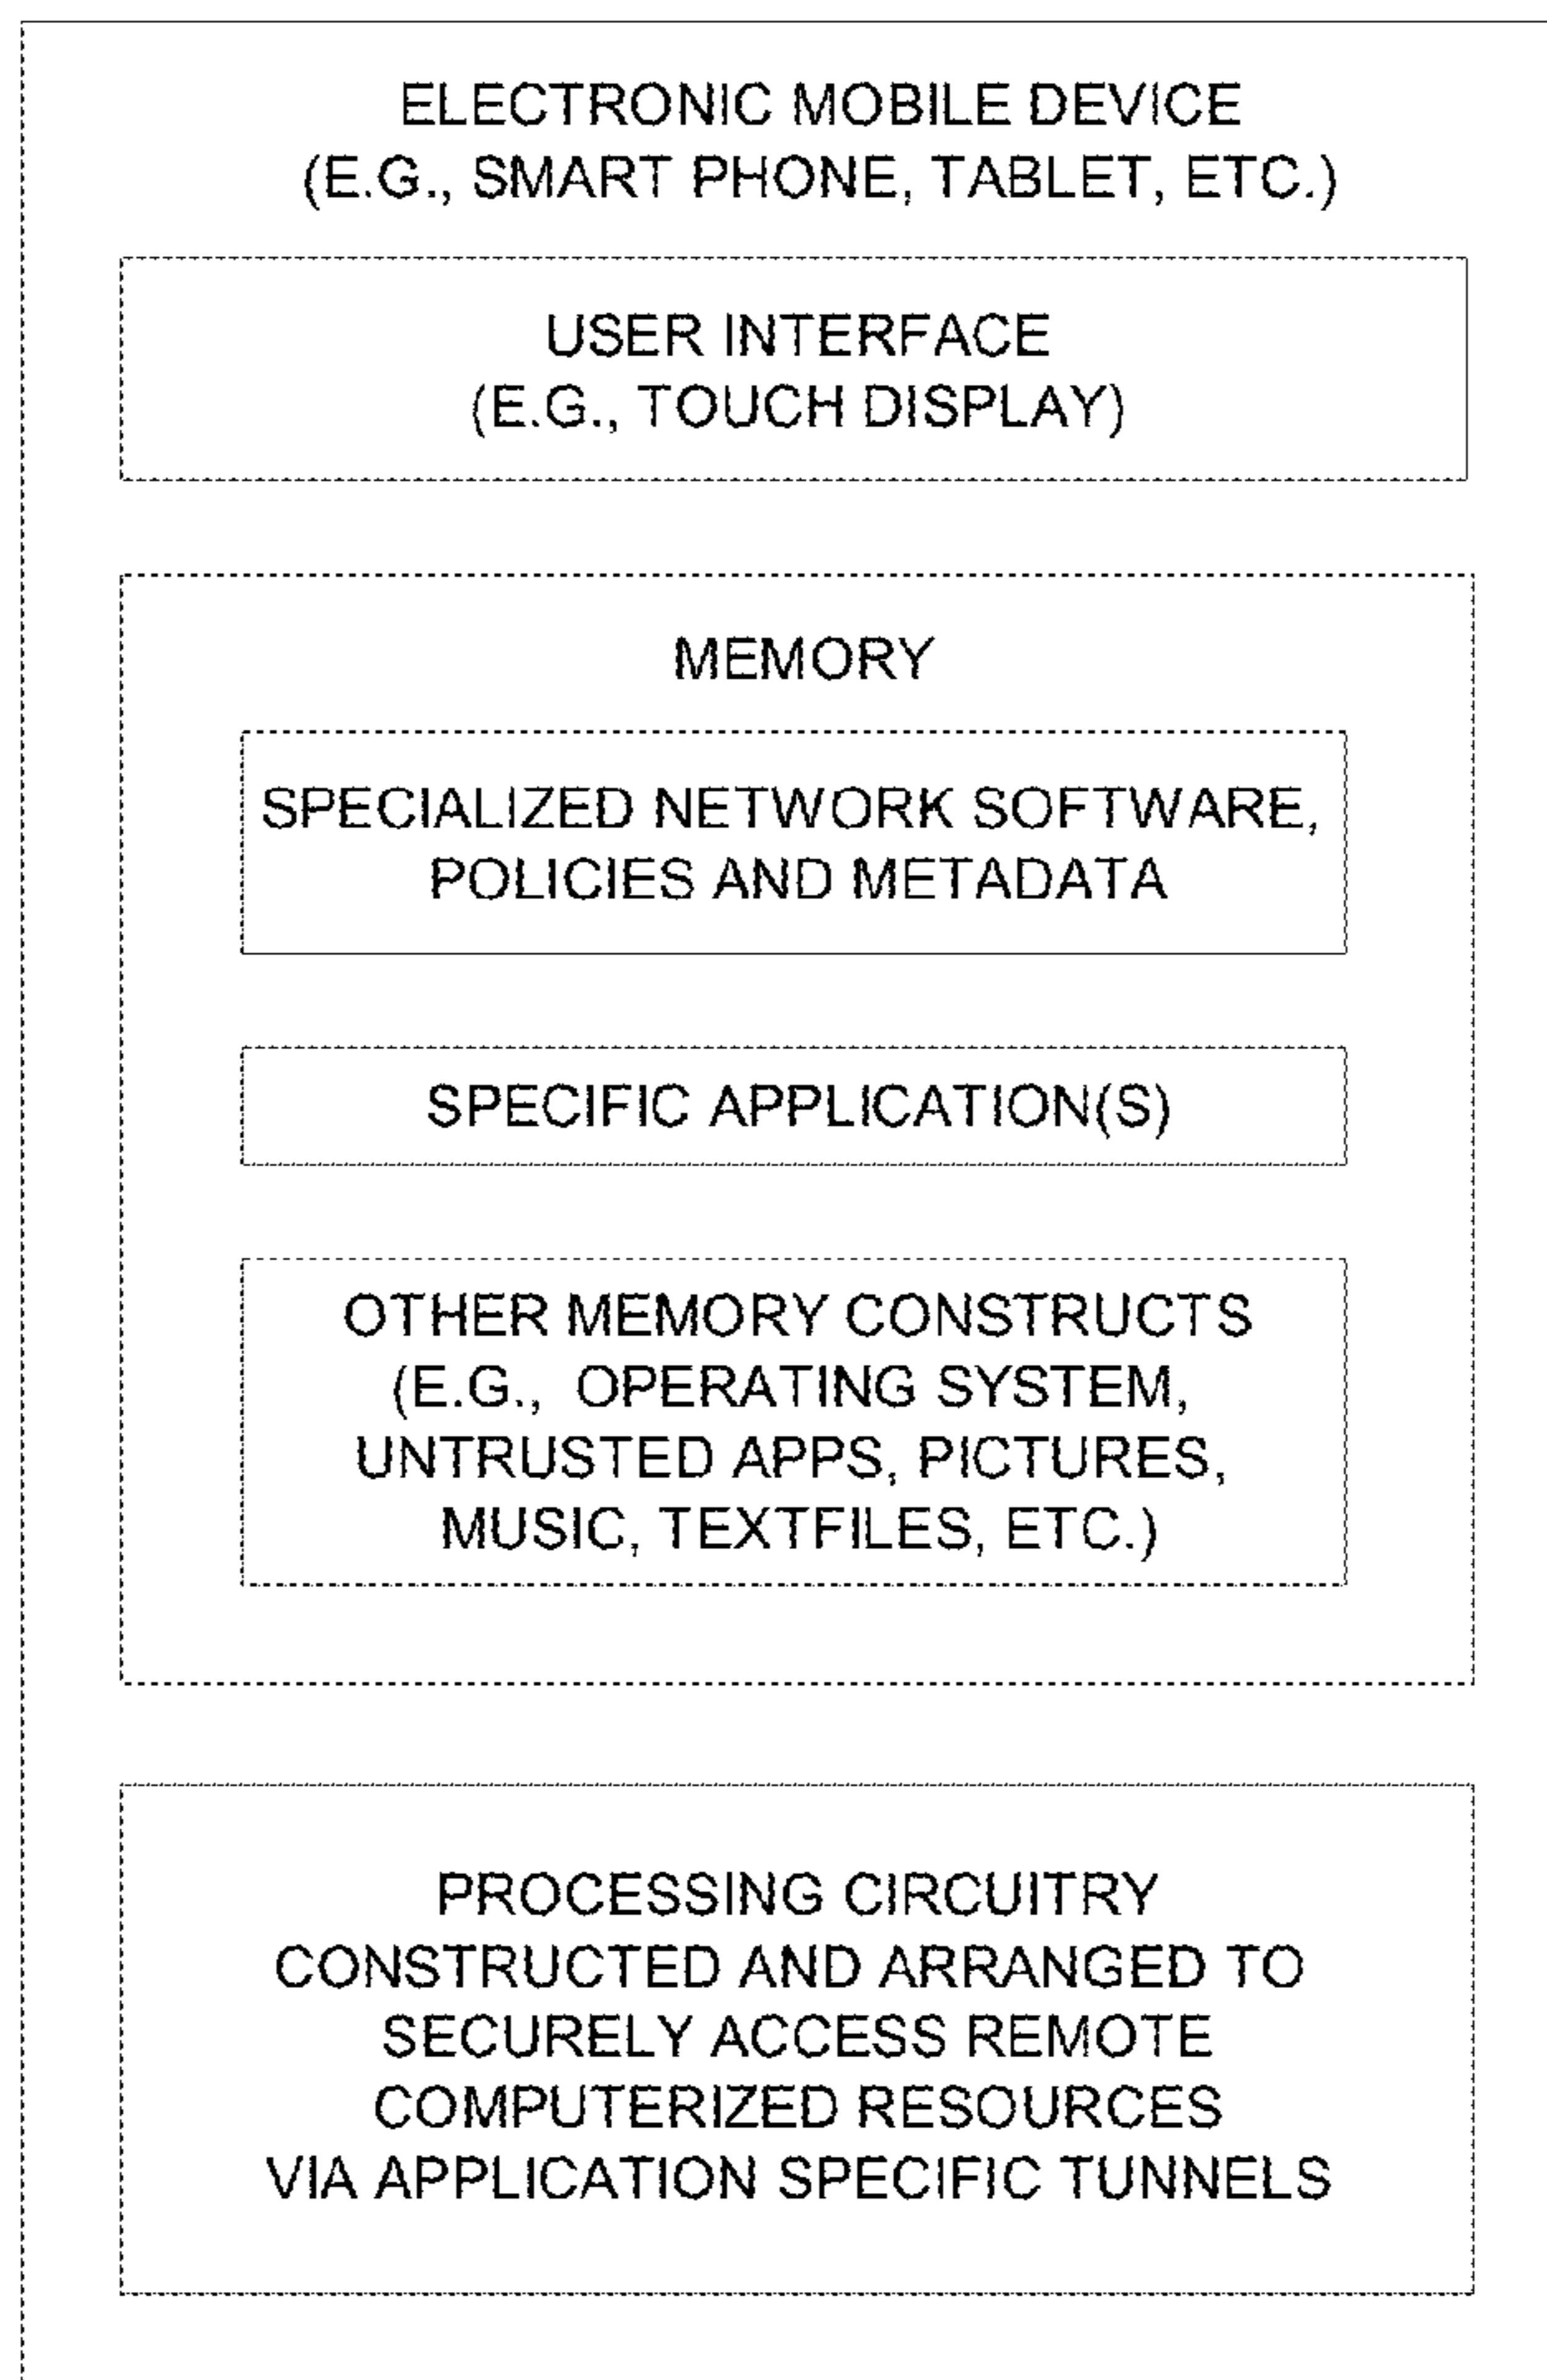 ELECTRONIC MOBILE DEVICE
(E.G., SMART PHONE, TABLET, ETC.)
USER INTERFACE
(E.G., TOUCH DISPLAY)
MEMORY
SPECIALIZED NETWORK SOFTWARE,
POLICIES AND METADATA
SPECIFIC APPLICATION(S)
OTHER MEMORY CONSTRUCTS
(E.G., OPERATING SYSTEM,
UNTRUSTED APPS, PICTURES,
MUSIC, TEXTFILES, ETC.)
PROCESSING CIRCUITRY
CONSTRUCTED AND ARRANGED TO
SECURELY ACCESS REMOTE
COMPUTERIZED RESOURCES
VIA APPLICATION SPECIFIC TUNNELS